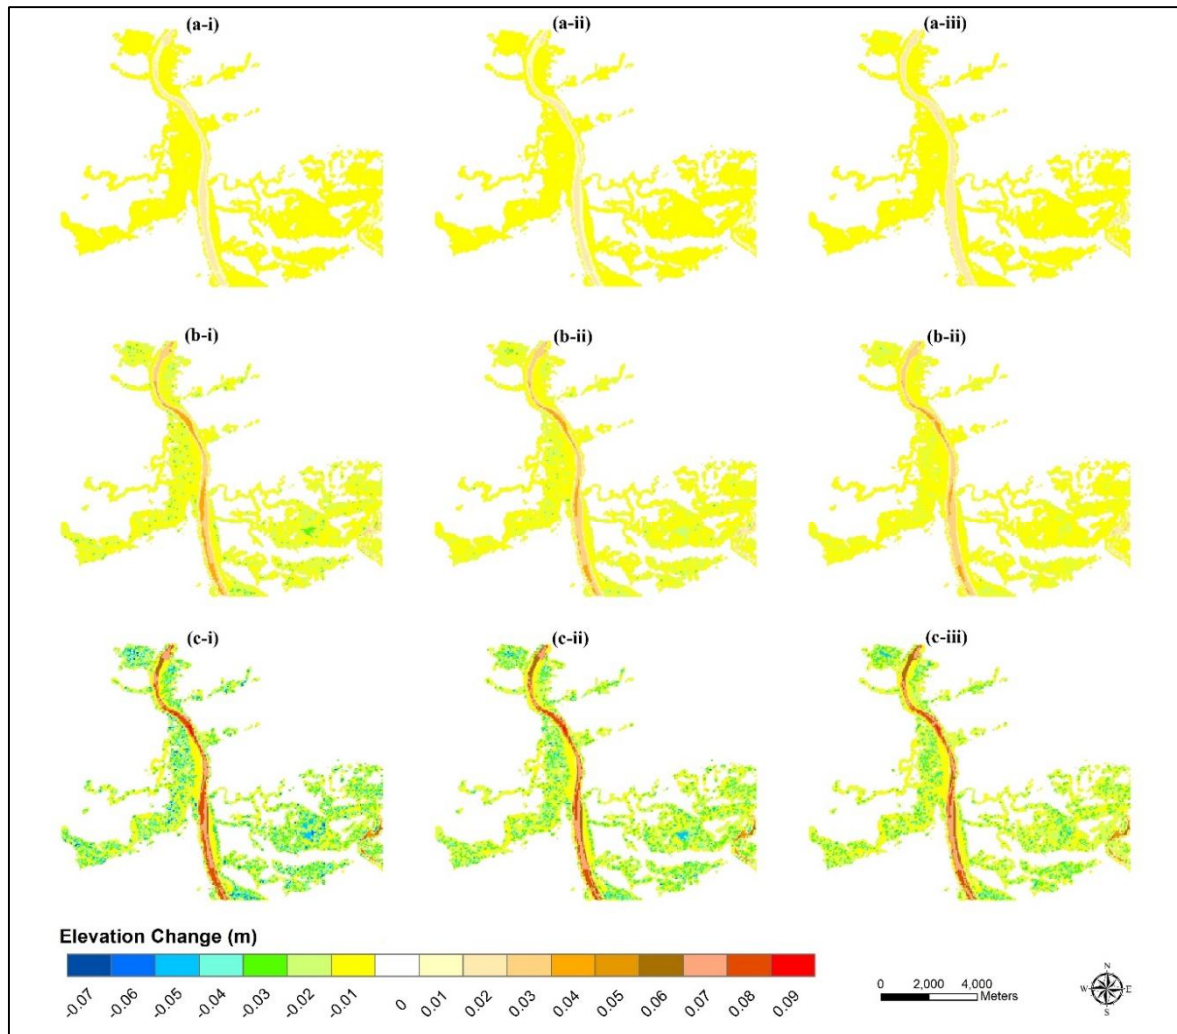 (a-i) (a-ii) (a-iii)
(b-i) (b-ii) (b-ii)
(c-i) (c-ii) (c-iii)
Elevation Change (m)
-0.07 -0.06 -0.05 -0.04 -0.03 -0.02 -0.01 0 0.01 0.02 0.03 0.04 0.05 0.06 0.07 0.08 0.09
0 2,000 4,000
Meters
N
W E
S